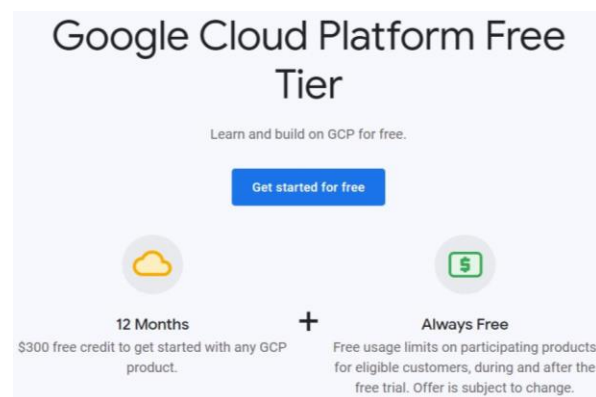 Google Cloud Platform Free
Tier
Learn and build on GCP for free.
Get started for free
$
+
12 Months
$300 free credit to get started with any GCP
product.
Always Free
Free usage limits on participating products
for eligible customers, during and after the
free trial. Offer is subject to change.